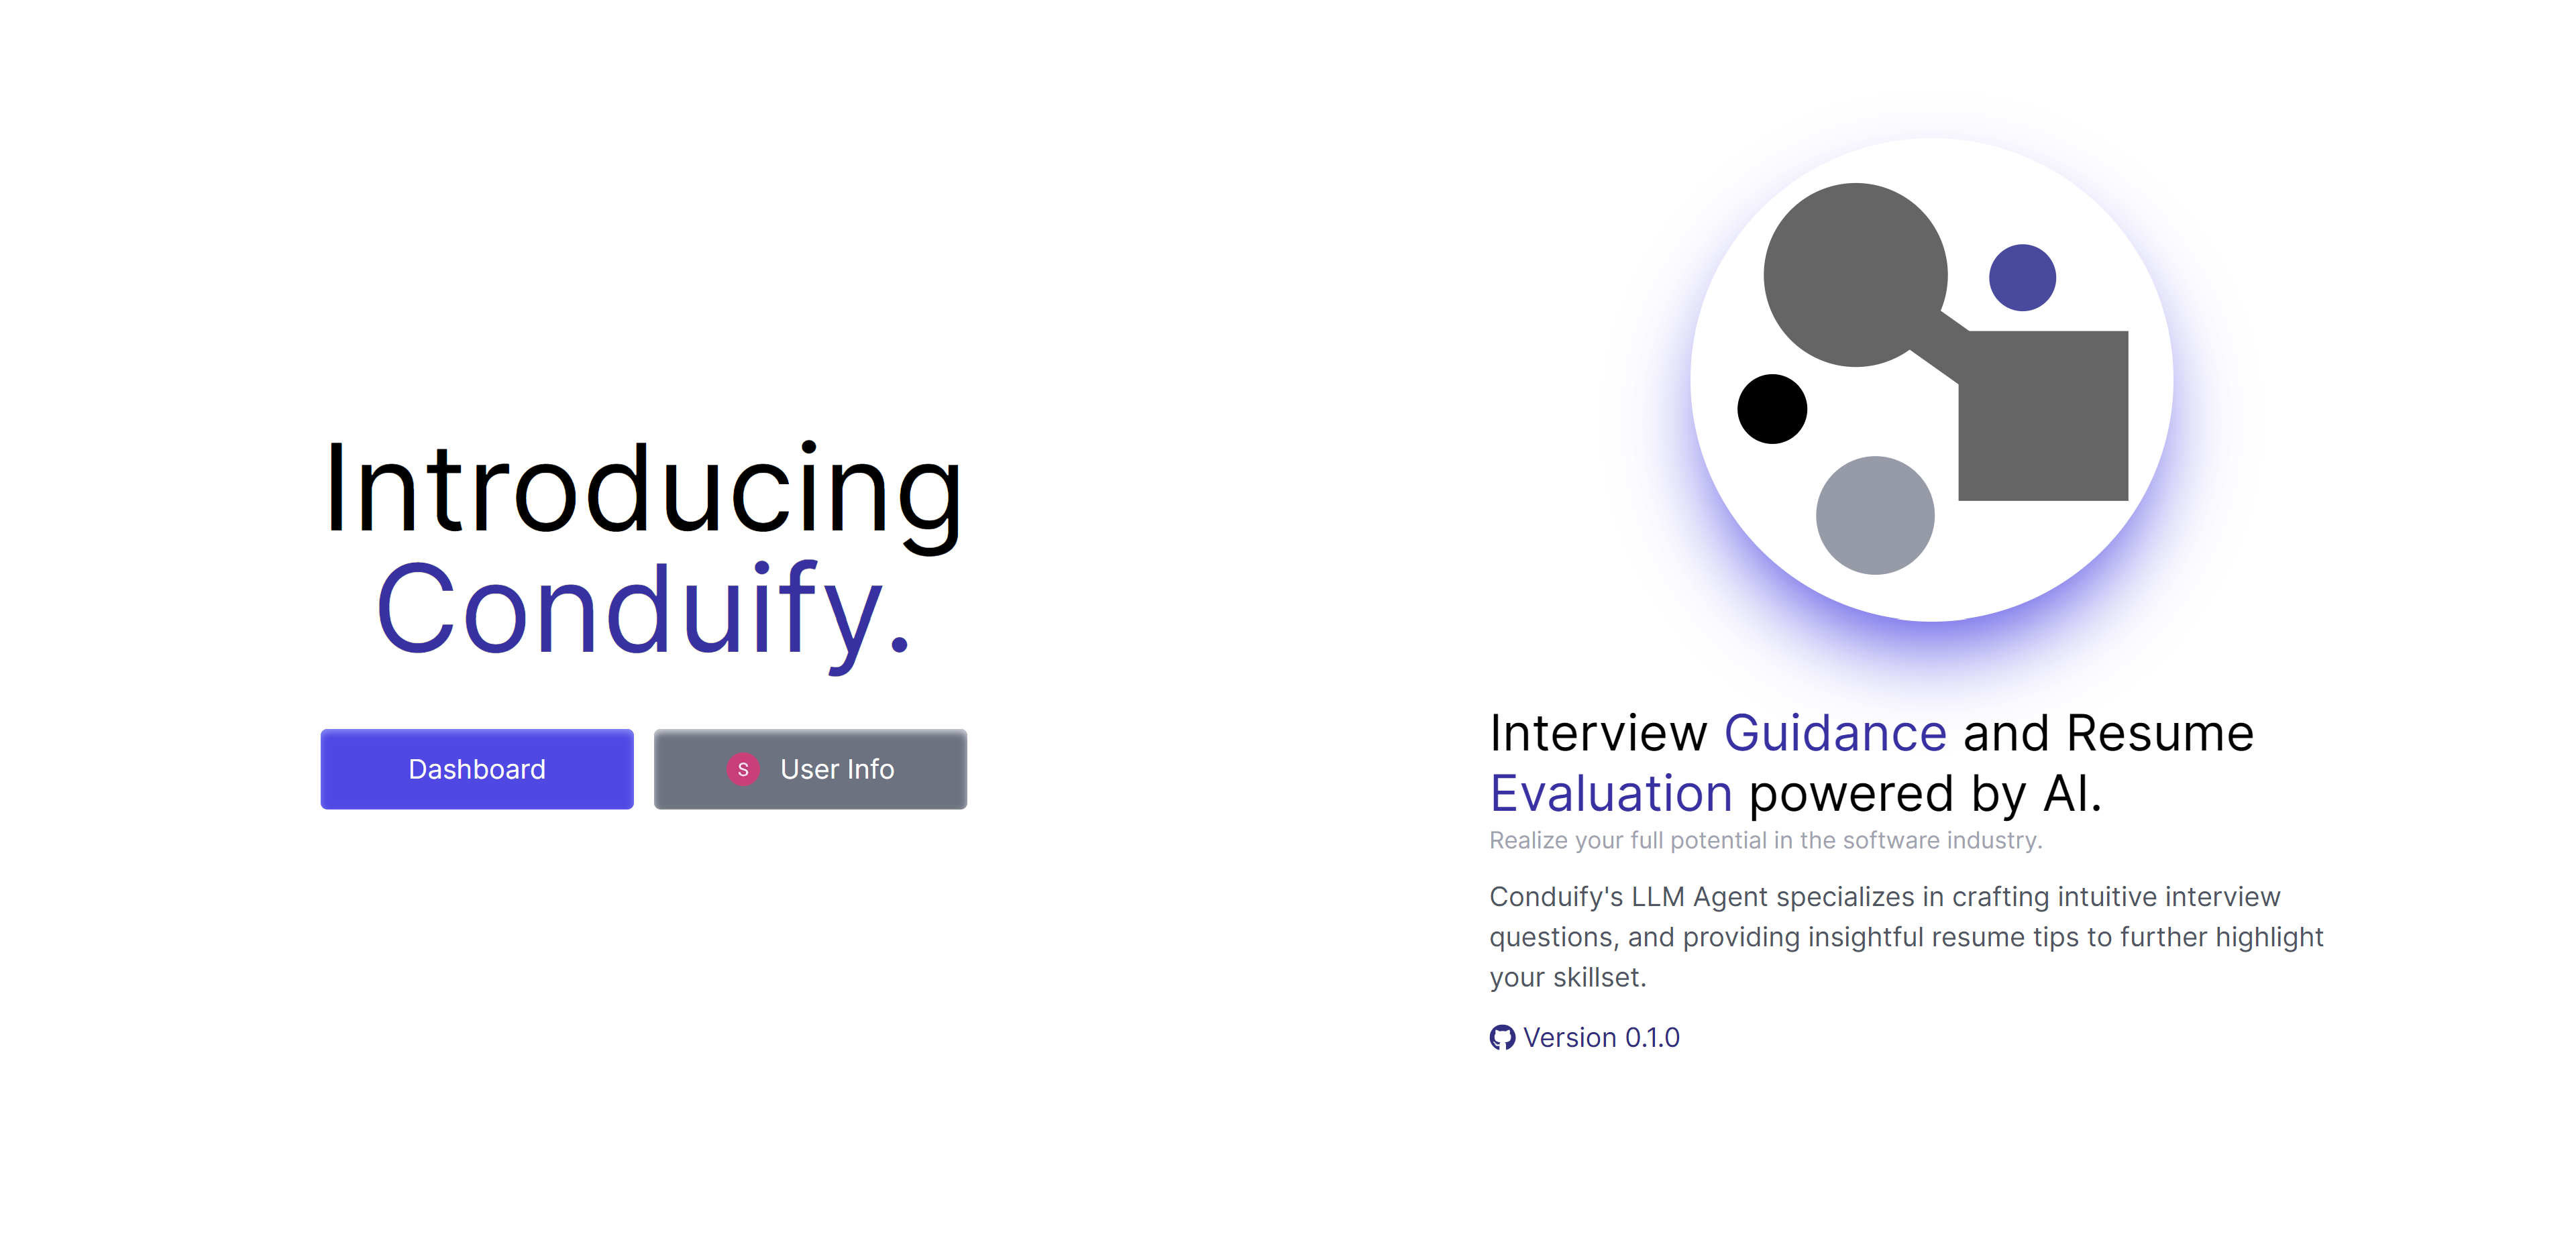 Introducing
Conduify.
Dashboard
S User Info
Interview Guidance and Resume
Evaluation powered by AI.
Realize your full potential in the software industry.
Conduify's LLM Agent specializes in crafting intuitive interview
questions, and providing insightful resume tips to further highlight
your skillset.
Version 0.1.0